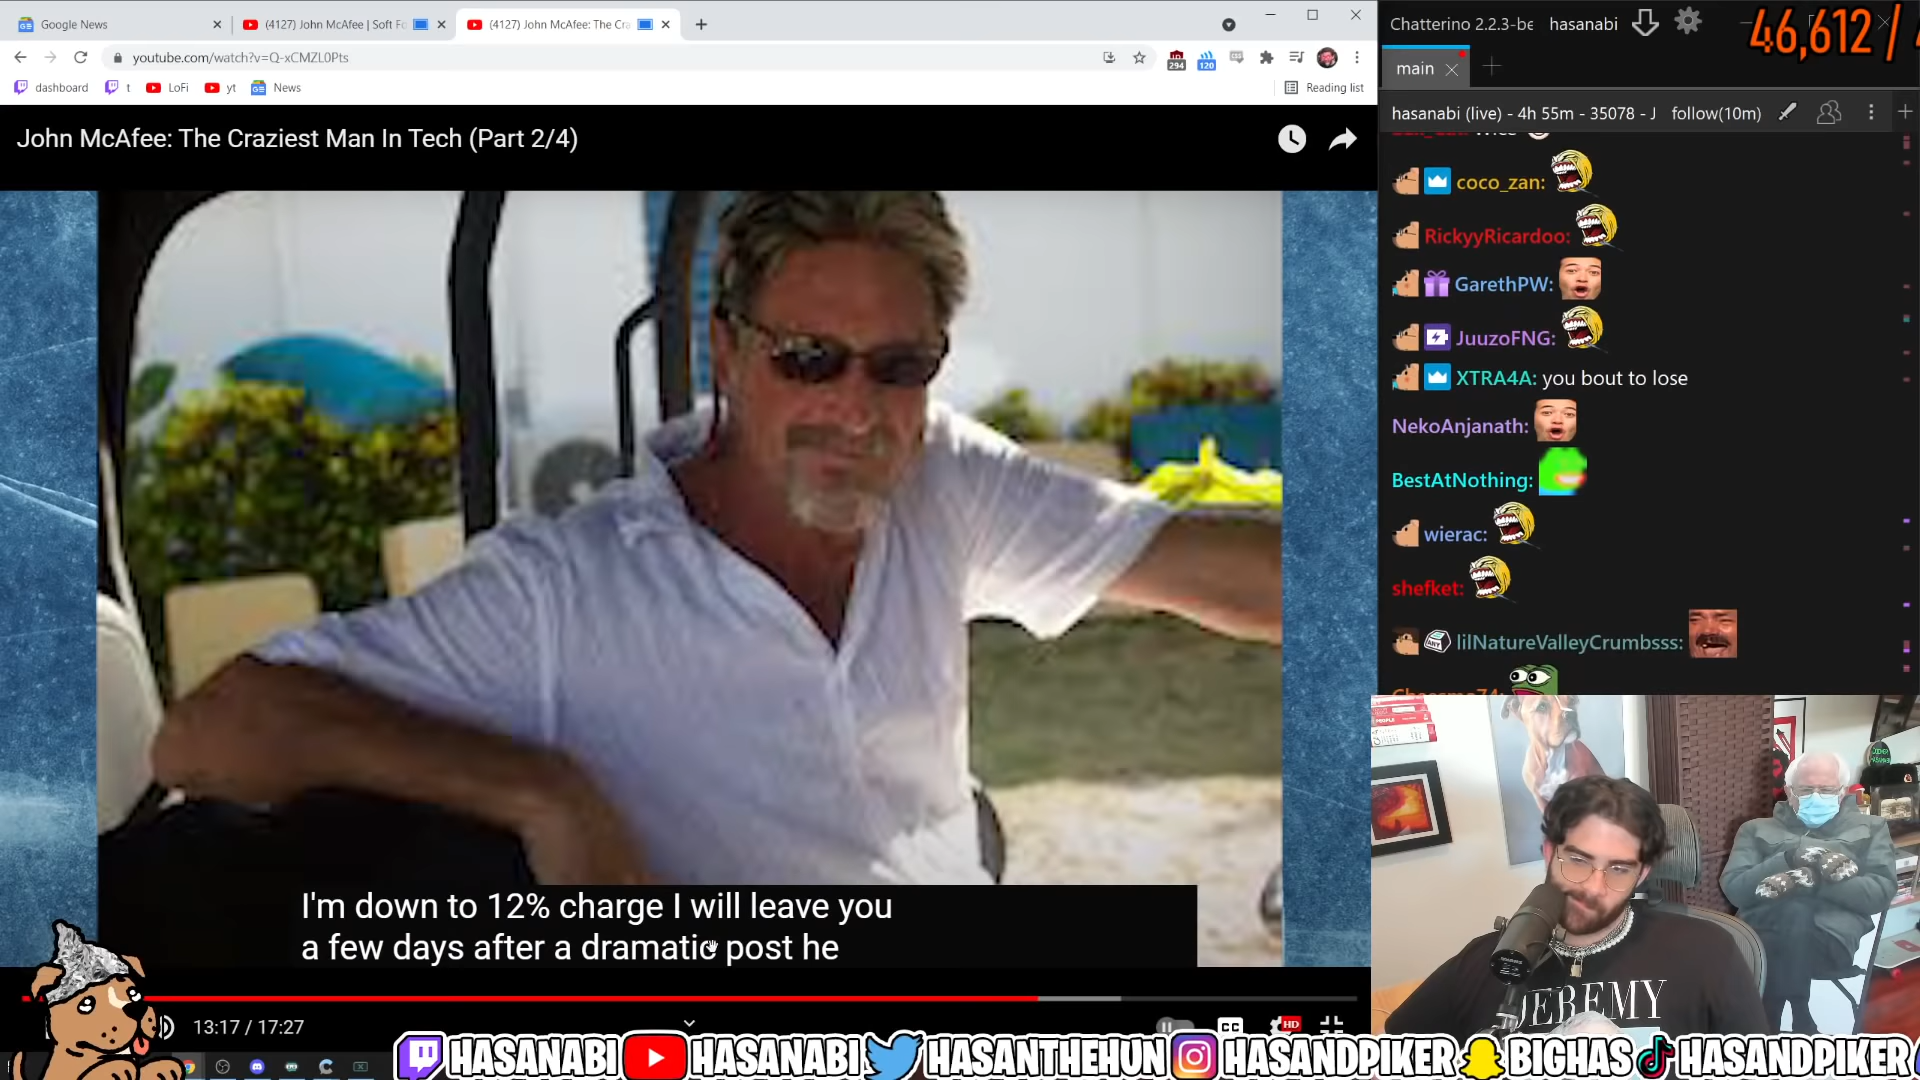 Google News
(4127) John McAfee | Soft Fo
(4127) John McAfee: The Cra
youtube.com/watch?v=Q-xCMZL0Pts
294
120
dashboard
t
LoFi
yt
News
Reading list
John McAfee: The Craziest Man In Tech (Part 2/4)
I'm down to 12% charge I will leave you
a few days after a dramatic post he
13:17 / 17:27
HD
Chatterino 2.2.3-be
hasanabi
46,612 /
main
hasanabi (live) - 4h 55m - 35078 - J
follow(10m)
coco_zan:
RickyyRicardoo:
GarethPW:
JuuzoFNG:
XTRA4A: you bout to lose
NekoAnjanath:
BestAtNothing:
wierac:
shefket:
lilNatureValleyCrumbsss:
JEREMY
HASANABI
HASANABI
HASANTHEHUN
HASANDPIKER
BIGHAS
HASANDPIKER